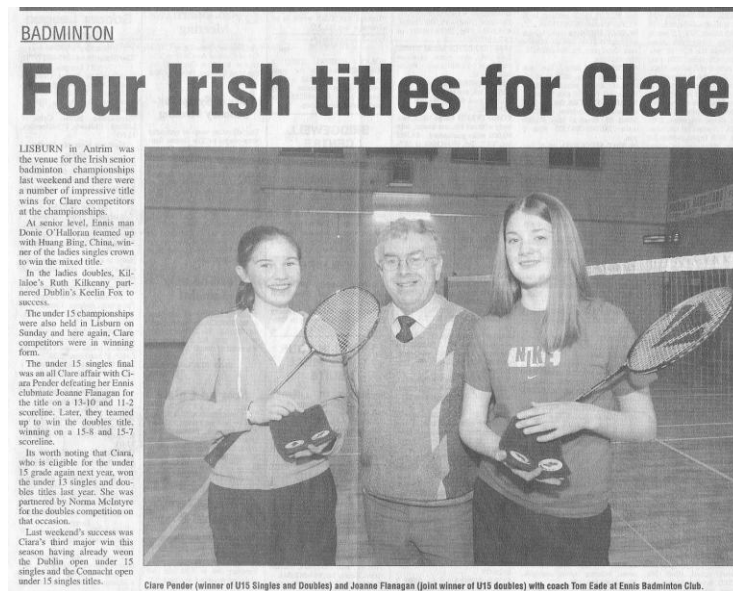 BADMINTON
Four Irish titles for Clare
LISBURN in Antrim was
the venue for the Irish senior
badminton championships
last weekend and there were
a number of impressive title
wins for Clare competitors
at the championships.
At senior level, Ennis man
Donie O'Halloran teamed up
with Huang Bing, China, win-
ner of the ladies singles crown
to win the mixed title.
In the ladies doubles, Kil-
laloe's Ruth Kilkenny part-
nered Dublin's Keelin Fox to
success.
The under 15 championships
were also held in Lisburn on
Sunday and here again, Clare
competitors were in winning
form.
The under 15 singles final
was an all Clare affair with Ci-
ara Pender defeating her Ennis
clubmate Joanne Flanagan for
the title on a 13-10 and 11-2
scoreline. Later, they teamed
up to win the doubles title,
winning on a 15-8 and 15-7
scoreline.
Its worth noting that Ciara,
who is eligible for the under
15 grade again next year, won
the under 13 singles and dou-
bles titles last year. She was
partnered by Norma McIntyre
for the doubles competition on
that occasion.
Last weekend's success was
Ciara's third major win this
season having already weon
the Dublin open under 15
singles and the Connacht open
under 15 singles titles.
NIKE
Clare Pender (winner of U15 Singles and Doubles) and Joanne Flanagan (joint winner of U15 doubles) with coach Tom Eade at Ennis Badminton Club.